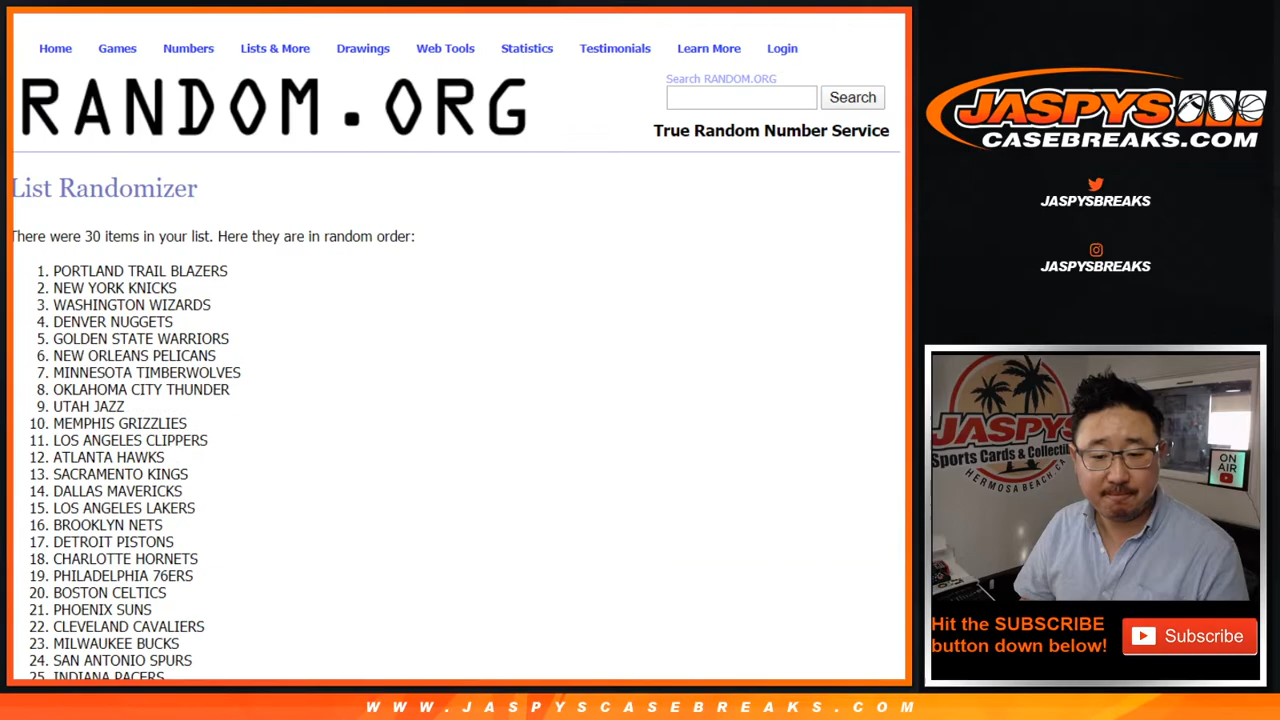 Home Games Numbers Lists & More Drawings Web Tools Statistics Testimonials Learn More Login
RANDOM.ORG
Search RANDOM.ORG
Search
True Random Number Service
List Randomizer
There were 30 items in your list. Here they are in random order:
1. PORTLAND TRAIL BLAZERS
2. NEW YORK KNICKS
3. WASHINGTON WIZARDS
4. DENVER NUGGETS
5. GOLDEN STATE WARRIORS
6. NEW ORLEANS PELICANS
7. MINNESOTA TIMBERWOLVES
8. OKLAHOMA CITY THUNDER
9. UTAH JAZZ
10. MEMPHIS GRIZZLIES
11. LOS ANGELES CLIPPERS
12. ATLANTA HAWKS
13. SACRAMENTO KINGS
14. DALLAS MAVERICKS
15. LOS ANGELES LAKERS
16. BROOKLYN NETS
17. DETROIT PISTONS
18. CHARLOTTE HORNETS
19. PHILADELPHIA 76ERS
20. BOSTON CELTICS
21. PHOENIX SUNS
22. CLEVELAND CAVALIERS
23. MILWAUKEE BUCKS
24. SAN ANTONIO SPURS
25. INDIANA PACERS
JASPYS
CASEBREAKS.COM
JASPYSBREAKS
JASPYSBREAKS
JASPYS
Sports Cards & Collectib
HERMOSA BEACH, CA
ON
AIR
Hit the SUBSCRIBE
button down below!
Subscribe
WWW.JASPYSCASEBREAKS.COM